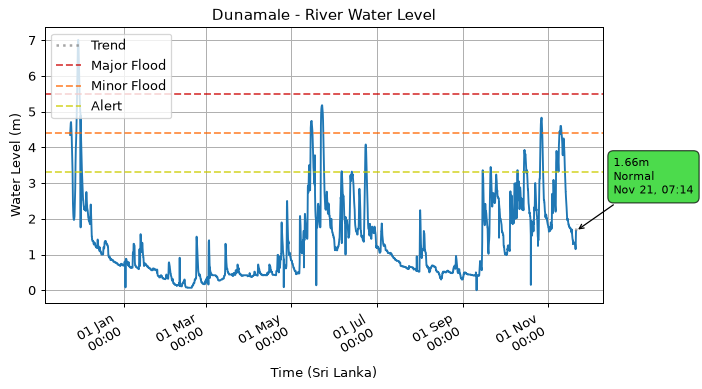 Dunamale - River Water Level
Trend
Major Flood
Minor Flood
Alert
7
6
5
4
3
2
1
0
Water Level (m)
1.66m
Normal
Nov 21, 07:14
01 Jan
00:00
01 Mar
00:00
01 May
00:00
01 Jul
00:00
01 Sep
00:00
01 Nov
00:00
Time (Sri Lanka)